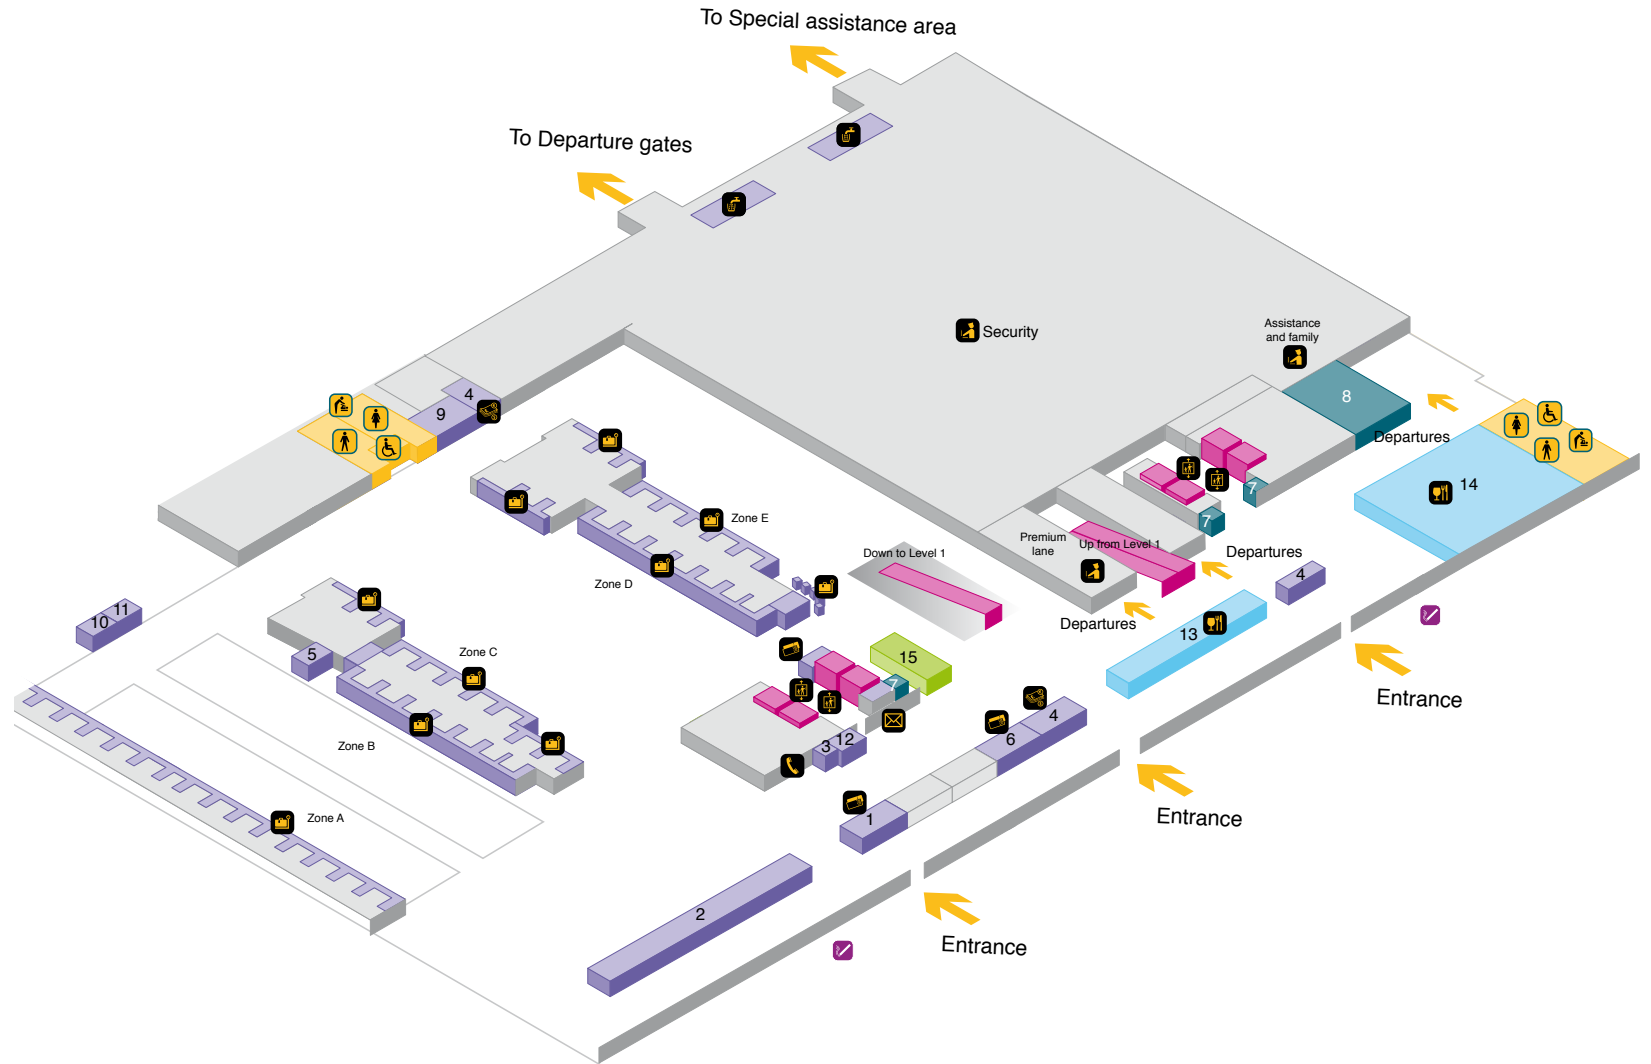 To Special assistance area
To Departure gates
Security
Assistance
and family
8
4
9
Departures
14
7
7
Zone E
Premium
lane
Up from Level 1
Down to Level 1
Departures
Zone D
4
11
10
Departures
13
5
Zone C
15
7
Entrance
4
6
12
3
Zone B
Zone A
1
Entrance
2
Entrance